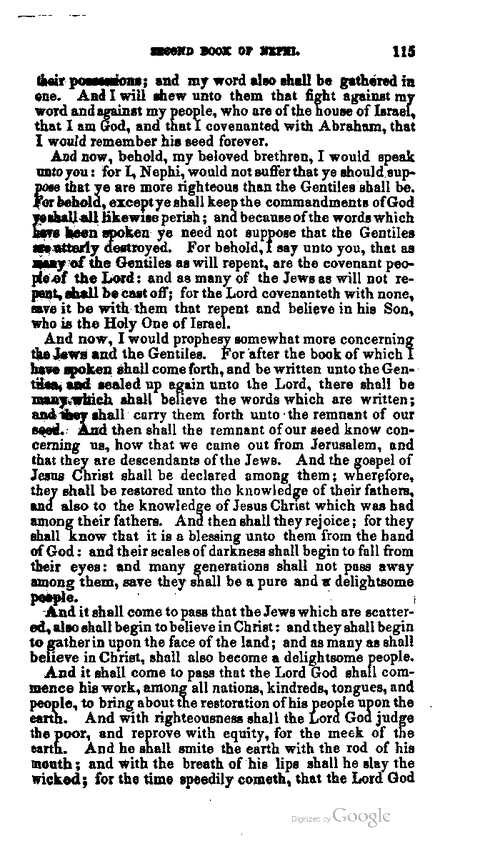 SECOND BOOK OF NEPHI. 115
their possessions; and my word also shall be gathered in
one. And I will shew unto them that fight against my
word and against my people, who are of the house of Israel,
that I am God, and that I covenanted with Abraham, that
I would remember his seed forever.
And now, behold, my beloved brethren, I would speak
unto you: for I, Nephi, would not suffer that ye should sup-
pose that ye are more righteous than the Gentiles shall be.
For behold, except ye shall keep the commandments of God
ye shall all likewise perish; and because of the words which
have been spoken ye need not suppose that the Gentiles
are utterly destroyed. For behold, I say unto you, that as
many of the Gentiles as will repent, are the covenant peo-
ple of the Lord: and as many of the Jews as will not re-
pent, shall be cast off; for the Lord covenanteth with none,
save it be with them that repent and believe in his Son,
who is the Holy One of Israel.
And now, I would prophesy somewhat more concerning
the Jews and the Gentiles. For after the book of which I
have spoken shall come forth, and be written unto the Gen-
tiles, and sealed up again unto the Lord, there shall be
many which shall believe the words which are written;
and they shall carry them forth unto the remnant of our
seed. And then shall the remnant of our seed know con-
cerning us, how that we came out from Jerusalem, and
that they are descendants of the Jews. And the gospel of
Jesus Christ shall be declared among them; wherefore,
they shall be restored unto the knowledge of their fathers,
and also to the knowledge of Jesus Christ which was had
among their fathers. And then shall they rejoice; for they
shall know that it is a blessing unto them from the hand
of God: and their scales of darkness shall begin to fall from
their eyes: and many generations shall not pass away
among them, save they shall be a pure and a delightsome
people.
And it shall come to pass that the Jews which are scatter-
ed, also shall begin to believe in Christ: and they shall begin
to gather in upon the face of the land; and as many as shall
believe in Christ, shall also become a delightsome people.
And it shall come to pass that the Lord God shall com-
mence his work, among all nations, kindreds, tongues, and
people, to bring about the restoration of his people upon the
earth. And with righteousness shall the Lord God judge
the poor, and reprove with equity, for the meek of the
earth. And he shall smite the earth with the rod of his
mouth; and with the breath of his lips shall he slay the
wicked; for the time speedily cometh, that the Lord God
Digitized by Google